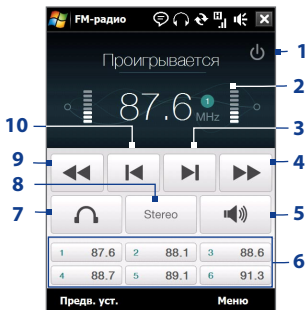 FM-радио
H
1
Проигрывается
2
87.6
1
MHz
10
3
9
4
8
7
Stereo
5
1 87.6 2 88.1 3 88.6
6
4 88.7 5 89.1 6 91.3
Предв. уст. Меню